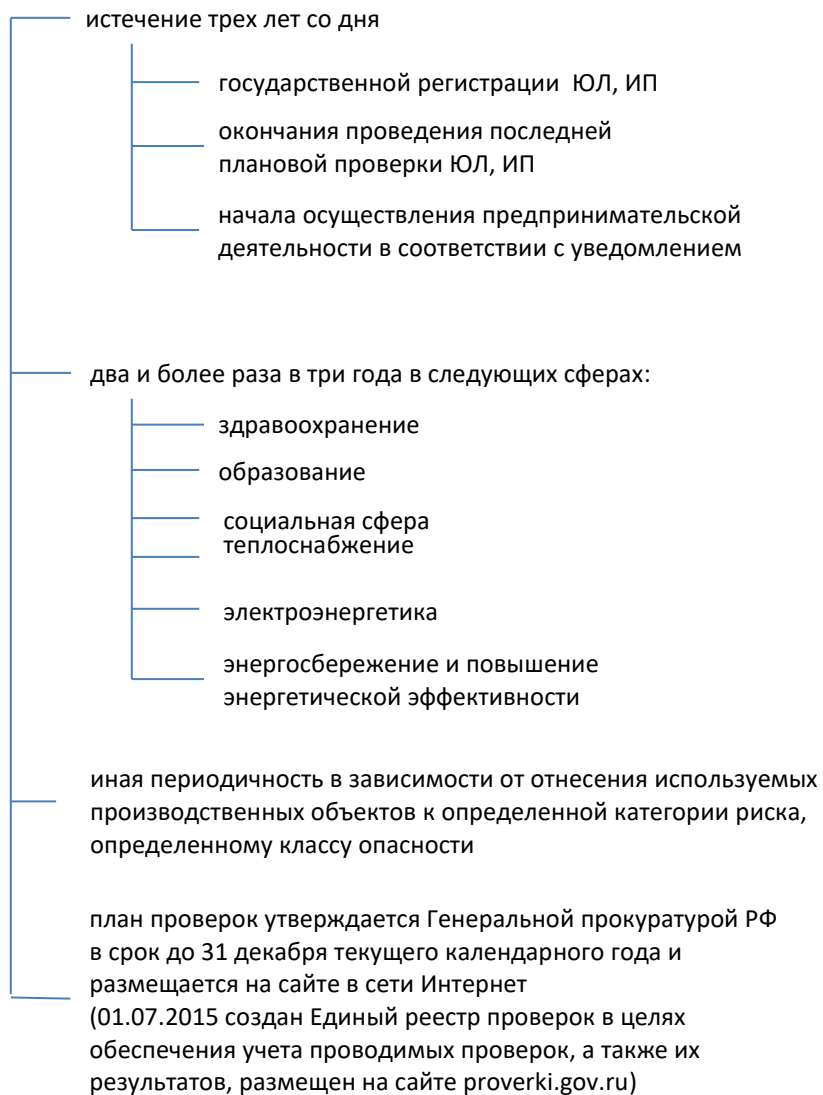 истечение трех лет со дня
государственной регистрации ЮЛ, ИП
окончания проведения последней
плановой проверки ЮЛ, ИП
начала осуществления предпринимательской
деятельности в соответствии с уведомлением
два и более раза в три года в следующих сферах:
здравоохранение
образование
социальная сфера
теплоснабжение
электроэнергетика
энергосбережение и повышение
энергетической эффективности
иная периодичность в зависимости от отнесения используемых
производственных объектов к определенной категории риска,
определенному классу опасности
план проверок утверждается Генеральной прокуратурой РФ
в срок до 31 декабря текущего календарного года и
размещается на сайте в сети Интернет
(01.07.2015 создан Единый реестр проверок в целях
обеспечения учета проводимых проверок, а также их
результатов, размещен на сайте proverki.gov.ru)